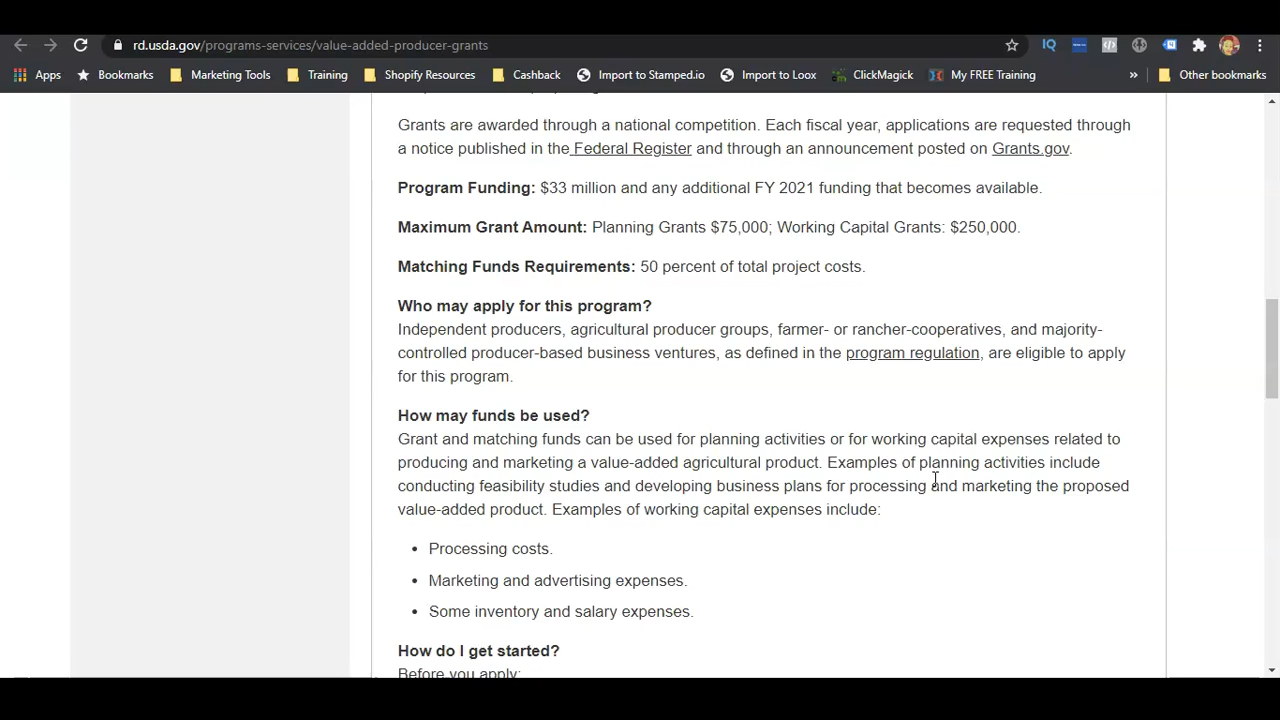 rd.usda.gov/programs-services/value-added-producer-grants
Apps Bookmarks Marketing Tools Training Shopify Resources Cashback Import to Stamped.io Import to Loox ClickMagick My FREE Training » Other bookmarks
Grants are awarded through a national competition. Each fiscal year, applications are requested through
a notice published in the Federal Register and through an announcement posted on Grants.gov.
Program Funding: $33 million and any additional FY 2021 funding that becomes available.
Maximum Grant Amount: Planning Grants $75,000; Working Capital Grants: $250,000.
Matching Funds Requirements: 50 percent of total project costs.
Who may apply for this program?
Independent producers, agricultural producer groups, farmer- or rancher-cooperatives, and majority-
controlled producer-based business ventures, as defined in the program regulation, are eligible to apply
for this program.
How may funds be used?
Grant and matching funds can be used for planning activities or for working capital expenses related to
producing and marketing a value-added agricultural product. Examples of planning activities include
conducting feasibility studies and developing business plans for processing and marketing the proposed
value-added product. Examples of working capital expenses include:
• Processing costs.
• Marketing and advertising expenses.
• Some inventory and salary expenses.
How do I get started?
Before you apply: